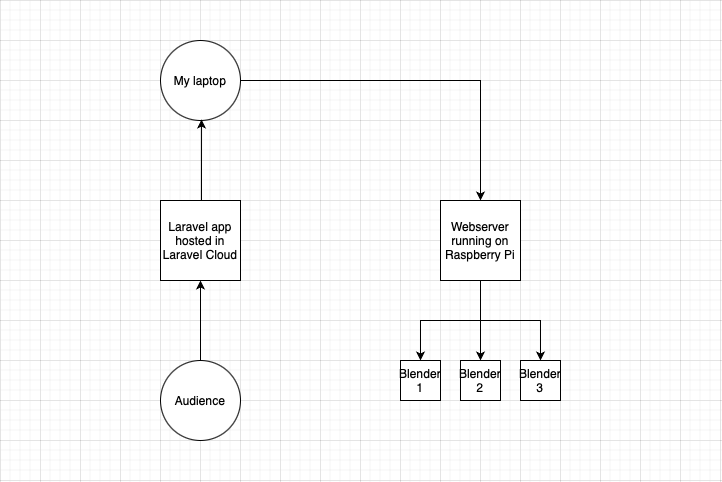 My laptop
Laravel app
hosted in
Laravel Cloud
Webserver
running on
Raspberry Pi
Audience
Blender
1
Blender
2
Blender
3